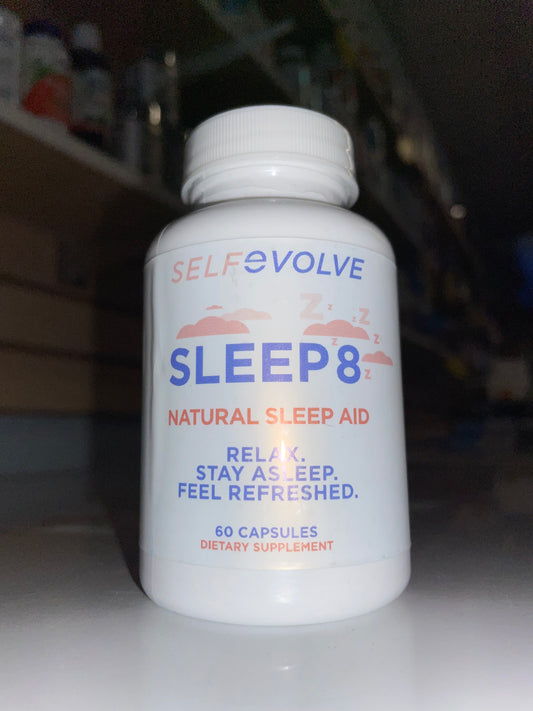 SELFeVOLVE
z
Z z
z Z
z
z
SLEEP8 z
NATURAL SLEEP AID
RELAX.
STAY ASLEEP.
FEEL REFRESHED.
60 CAPSULES
DIETARY SUPPLEMENT